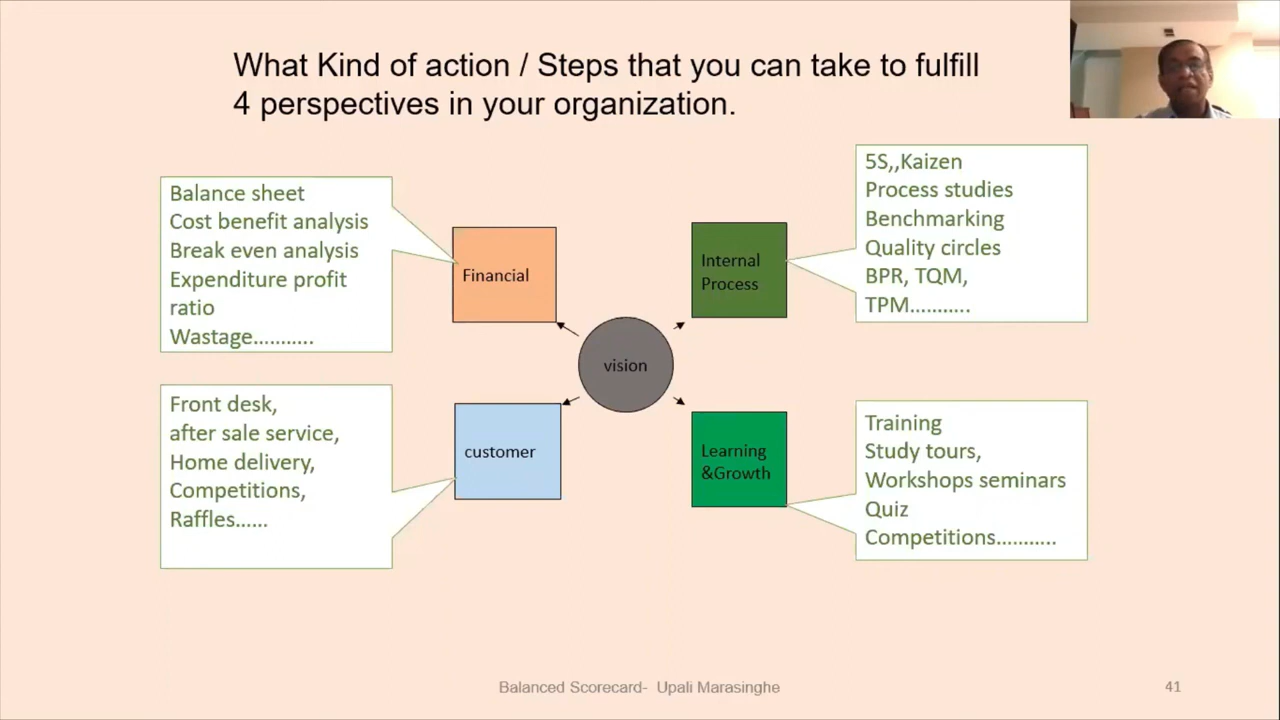 What Kind of action / Steps that you can take to fulfill
4 perspectives in your organization.
Balance sheet
Cost benefit analysis
Break even analysis
Expenditure profit
ratio
Wastage………..
Financial
Internal
Process
5S,,Kaizen
Process studies
Benchmarking
Quality circles
BPR, TQM,
TPM………..
vision
Front desk,
after sale service,
Home delivery,
Competitions,
Raffles……
customer
Learning
&Growth
Training
Study tours,
Workshops seminars
Quiz
Competitions………..
Balanced Scorecard- Upali Marasinghe
41